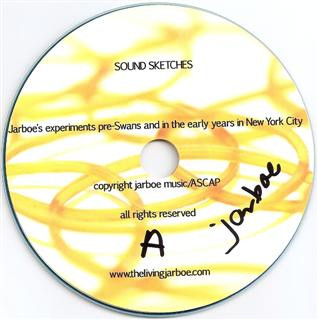 SOUND SKETCHES
Jarboe's experiments pre-Swans and in the early years in New York City
copyright jarboe music/ASCAP
all rights reserved
A jarboe
www.thelivingjarboe.com